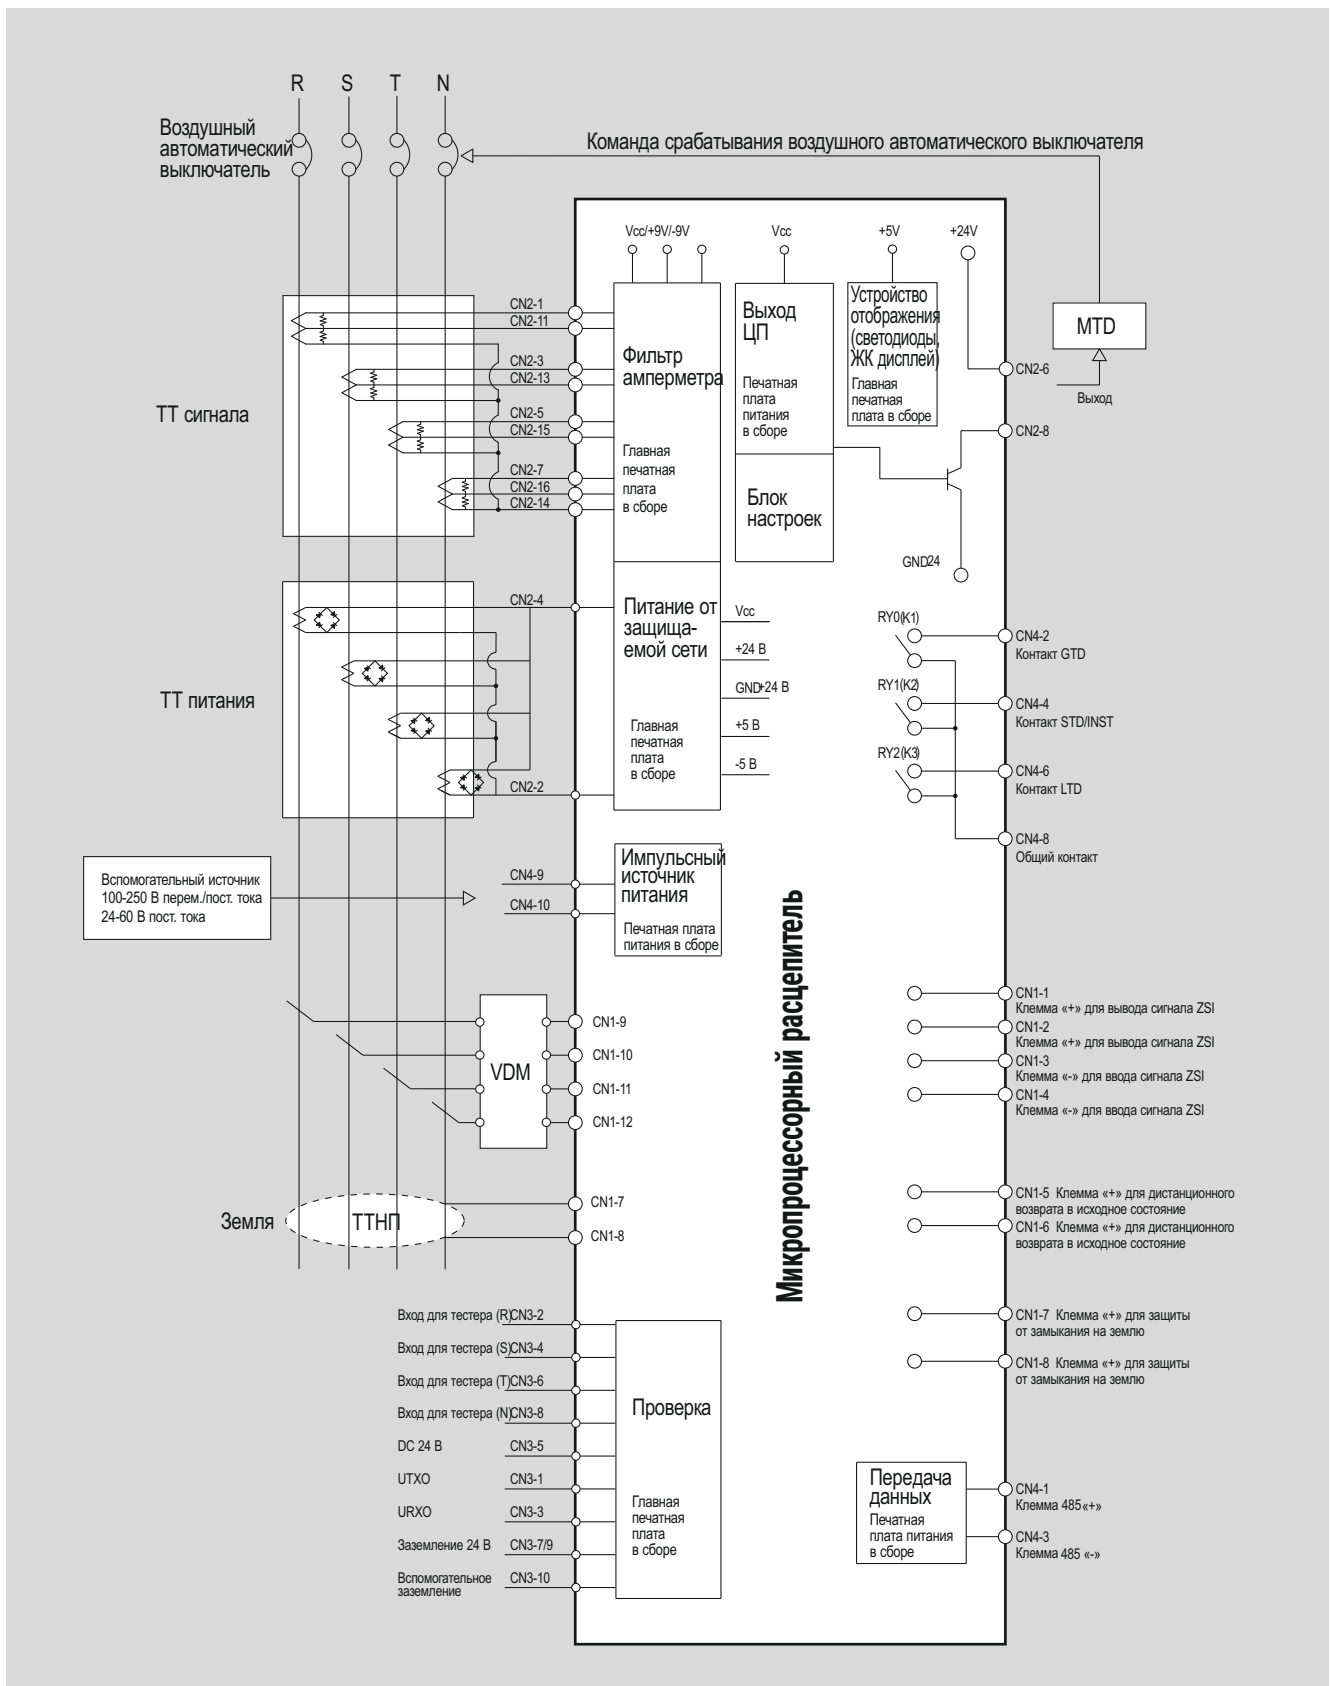 R S T N
Воздушный
автоматический
выключатель
Команда срабатывания воздушного автоматического выключателя
Vcc/+9V/-9V
Vcc
+5V
+24V
ТТ сигнала
CN2-1
CN2-11
CN2-3
CN2-13
CN2-5
CN2-15
CN2-7
CN2-16
CN2-14
Фильтр
амперметра
Главная
печатная
плата
в сборе
Выход
ЦП
Печатная
плата
питания
в сборе
Блок
настроек
Устройство
отображения
(светодиоды,
ЖК дисплей)
Главная
печатная
плата в сборе
MTD
Выход
CN2-6
CN2-8
GND24
ТТ питания
CN2-4
CN2-2
Питание от
защища-
емой сети
Главная
печатная
плата
в сборе
Vcc
+24 В
GND+24 В
+5 В
-5 В
RY0(K1)
CN4-2
Контакт GTD
RY1(K2)
CN4-4
Контакт STD/INST
RY2(K3)
CN4-6
Контакт LTD
CN4-8
Общий контакт
Вспомогательный источник
100-250 В перем./пост. тока
24-60 В пост. тока
CN4-9
CN4-10
Импульсный
источник
питания
Печатная плата
питания в сборе
Микропроцессорный расцепитель
VDM
CN1-9
CN1-10
CN1-11
CN1-12
CN1-1
Клемма «+» для вывода сигнала ZSI
CN1-2
Клемма «+» для вывода сигнала ZSI
CN1-3
Клемма «-» для ввода сигнала ZSI
CN1-4
Клемма «-» для ввода сигнала ZSI
Земля
ТТНП
CN1-7
CN1-8
CN1-5 Клемма «+» для дистанционного
возврата в исходное состояние
CN1-6 Клемма «+» для дистанционного
возврата в исходное состояние
CN1-7 Клемма «+» для защиты
от замыкания на землю
CN1-8 Клемма «+» для защиты
от замыкания на землю
Вход для тестера (R)CN3-2
Вход для тестера (S)CN3-4
Вход для тестера (T)CN3-6
Вход для тестера (N)CN3-8
DC 24 В CN3-5
UTXO CN3-1
URXO CN3-3
Заземление 24 В CN3-7/9
Вспомогательное CN3-10
заземление
Проверка
Главная
печатная
плата
в сборе
Передача
данных
Печатная
плата питания
в сборе
CN4-1
Клемма 485«+»
CN4-3
Клемма 485 «-»